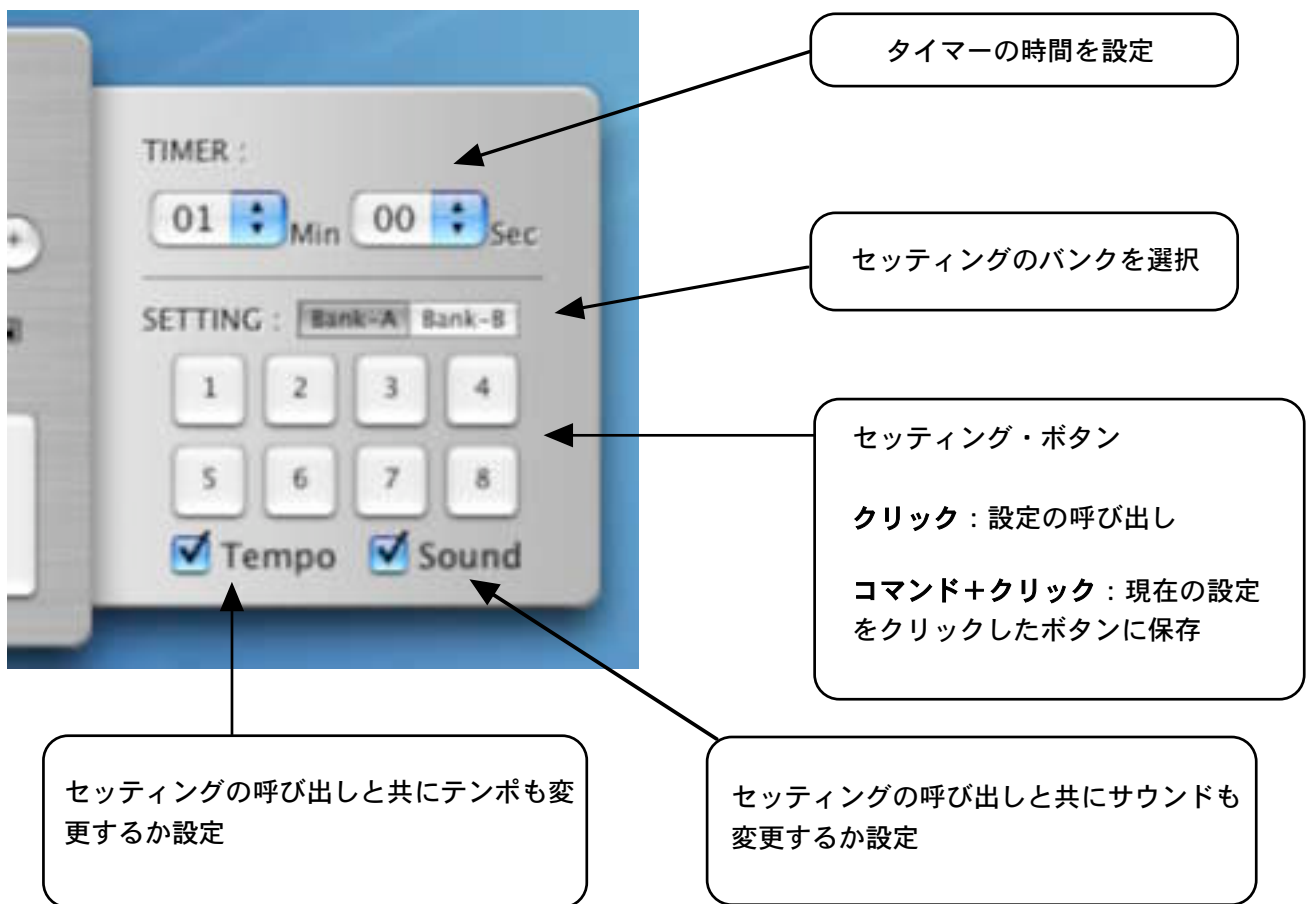 タイマーの時間を設定
TIMER :
01 Min 00 Sec
セッティングのバンクを選択
SETTING : Bank-A Bank-B
1 2 3 4
5 6 7 8
Tempo Sound
セッティング・ボタン
クリック：設定の呼び出し
コマンド＋クリック：現在の設定
をクリックしたボタンに保存
セッティングの呼び出しと共にテンポも変
更するか設定
セッティングの呼び出しと共にサウンドも
変更するか設定